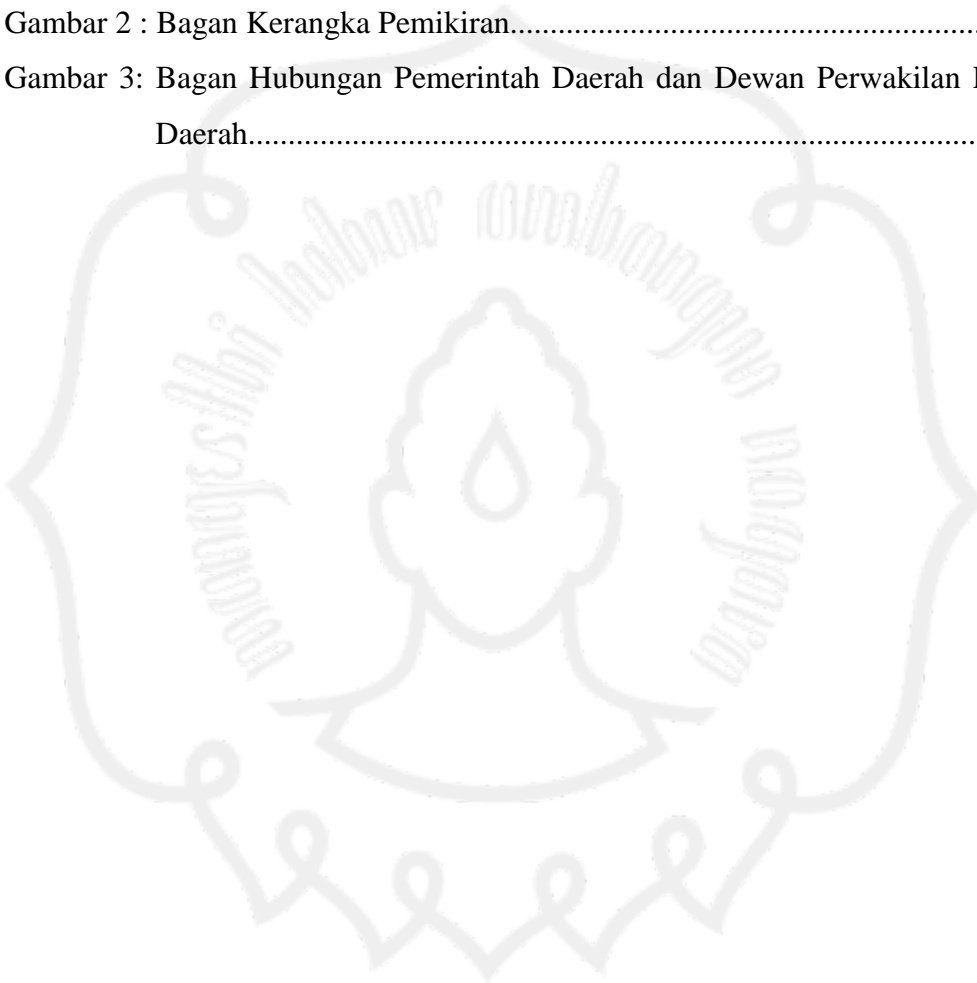 Gambar 2 : Bagan Kerangka Pemikiran..........................................................
Gambar 3: Bagan Hubungan Pemerintah Daerah dan Dewan Perwakilan
Daerah...........................................................................................